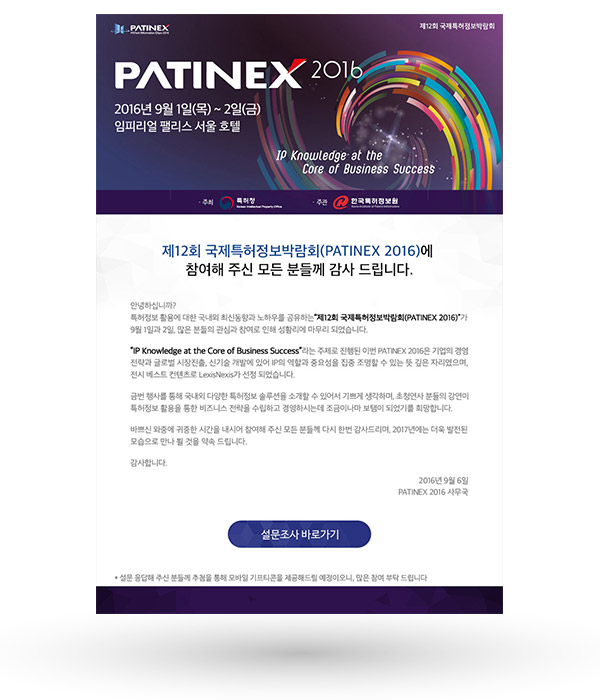 PATINEX
PATent INformation EXpo 2016
제12회 국제특허정보박람회
PATINEX 2016
2016년 9월 1일(목) ~ 2일(금)
임피리얼 팰리스 서울 호텔
IP Knowledge at the
Core of Business Success
· 주최 특허청
Korean Intellectual Property Office
· 주관 한국특허정보원
Korea Institute of Patent Information
제12회 국제특허정보박람회(PATINEX 2016)에
참여해 주신 모든 분들께 감사 드립니다.
안녕하십니까?
특허정보 활용에 대한 국내외 최신동향과 노하우를 공유하는 "제12회 국제특허정보박람회(PATINEX 2016)"가
9월 1일과 2일, 많은 분들의 관심과 참여로 인해 성황리에 마무리 되었습니다.
"IP Knowledge at the Core of Business Success"라는 주제로 진행된 이번 PATINEX 2016은 기업의 경영
전략과 글로벌 시장진출, 신기술 개발에 있어 IP의 역할과 중요성을 집중 조명할 수 있는 뜻 깊은 자리였으며,
전시 베스트 컨텐츠로 LexisNexis가 선정 되었습니다.
금번 행사를 통해 국내외 다양한 특허정보 솔루션을 소개할 수 있어서 기쁘게 생각하며, 초청연사 분들의 강연이
특허정보 활용을 통한 비즈니스 전략을 수립하고 경영하시는데 조금이나마 보탬이 되었기를 희망합니다.
바쁘신 와중에 귀중한 시간을 내시어 참여해 주신 모든 분들께 다시 한번 감사드리며, 2017년에는 더욱 발전된
모습으로 만나 뵐 것을 약속 드립니다.
감사합니다.
2016년 9월 6일
PATINEX 2016 사무국
설문조사 바로가기
* 설문 응답해 주신 분들께 추첨을 통해 모바일 기프티콘을 제공해드릴 예정이오니, 많은 참여 부탁 드립니다